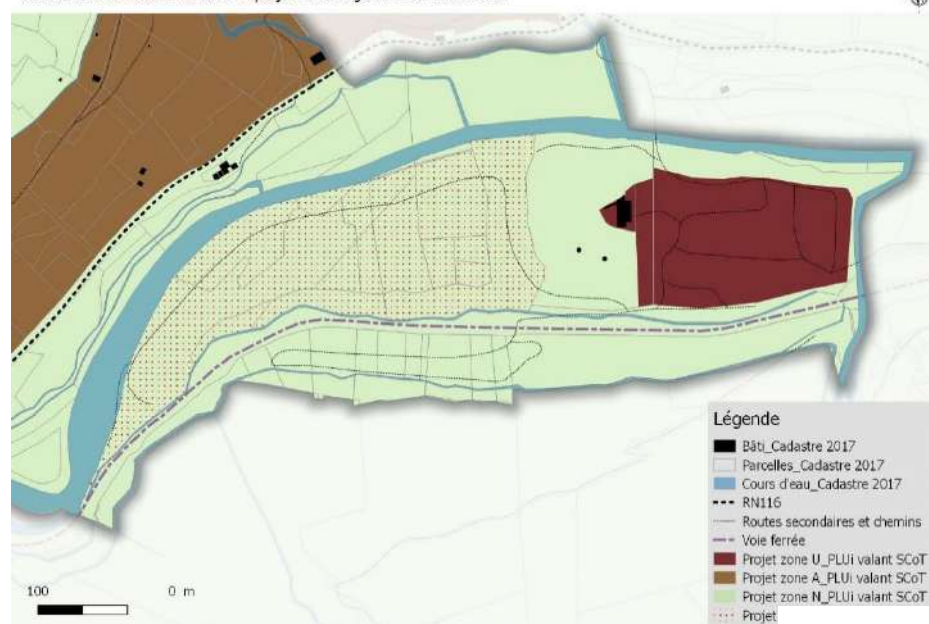 100 0 m
Légende
Bâti_Cadastre 2017
Parcelles_Cadastre 2017
Cours d'eau_Cadastre 2017
RN116
Routes secondaires et chemins
Voie ferrée
Projet zone U_PLUi valant SCoT
Projet zone A_PLUi valant SCoT
Projet zone N_PLUi valant SCoT
Projet